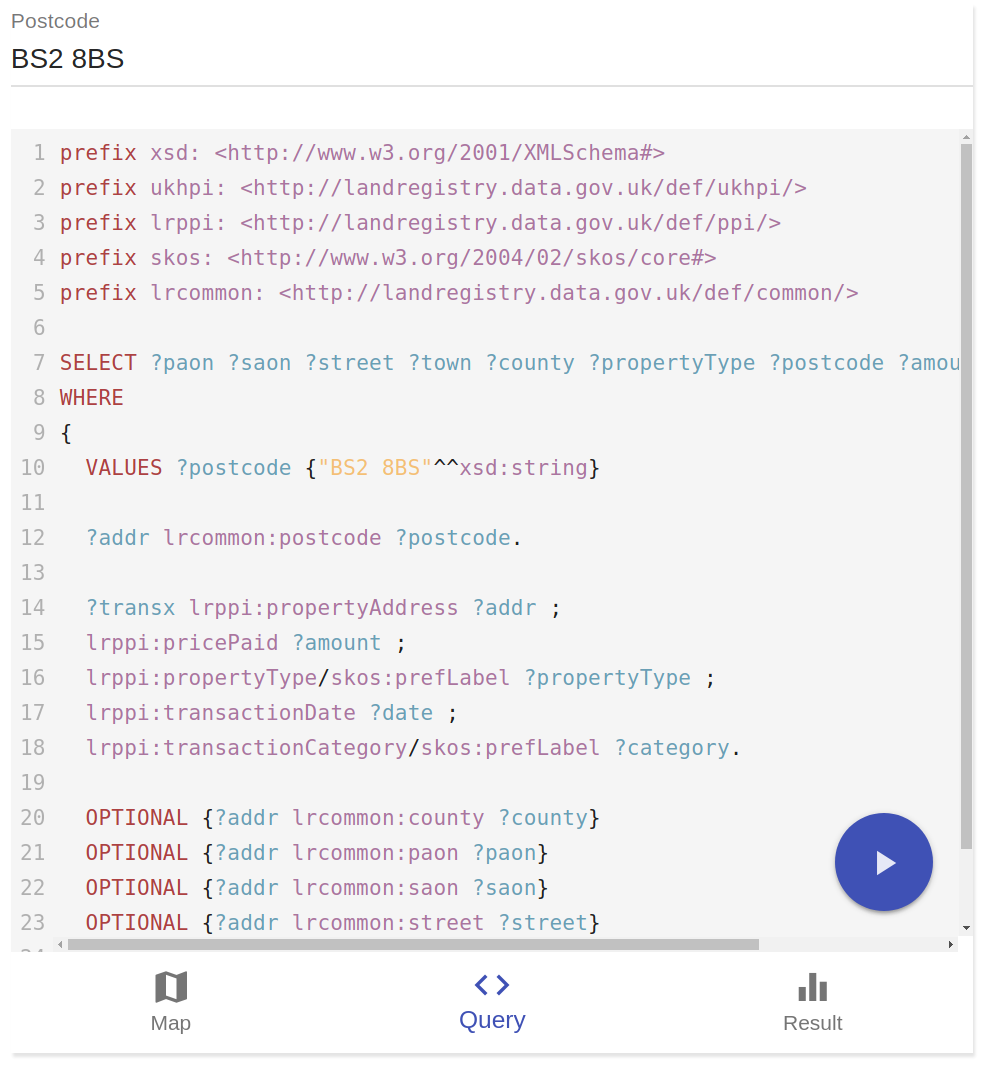 Postcode
BS2 8BS
1 prefix xsd: <http://www.w3.org/2001/XMLSchema#>
2 prefix ukhpi: <http://landregistry.data.gov.uk/def/ukhpi/>
3 prefix lrppi: <http://landregistry.data.gov.uk/def/ppi/>
4 prefix skos: <http://www.w3.org/2004/02/skos/core#>
5 prefix lrcommon: <http://landregistry.data.gov.uk/def/common/>
6
7 SELECT ?paon ?saon ?street ?town ?county ?propertyType ?postcode ?amou
8 WHERE
9 {
10 VALUES ?postcode {"BS2 8BS"^^xsd:string}
11
12 ?addr lrcommon:postcode ?postcode.
13
14 ?transx lrppi:propertyAddress ?addr ;
15 lrppi:pricePaid ?amount ;
16 lrppi:propertyType/skos:prefLabel ?propertyType ;
17 lrppi:transactionDate ?date ;
18 lrppi:transactionCategory/skos:prefLabel ?category.
19
20 OPTIONAL {?addr lrcommon:county ?county}
21 OPTIONAL {?addr lrcommon:paon ?paon}
22 OPTIONAL {?addr lrcommon:saon ?saon}
23 OPTIONAL {?addr lrcommon:street ?street}
Map
Query
Result